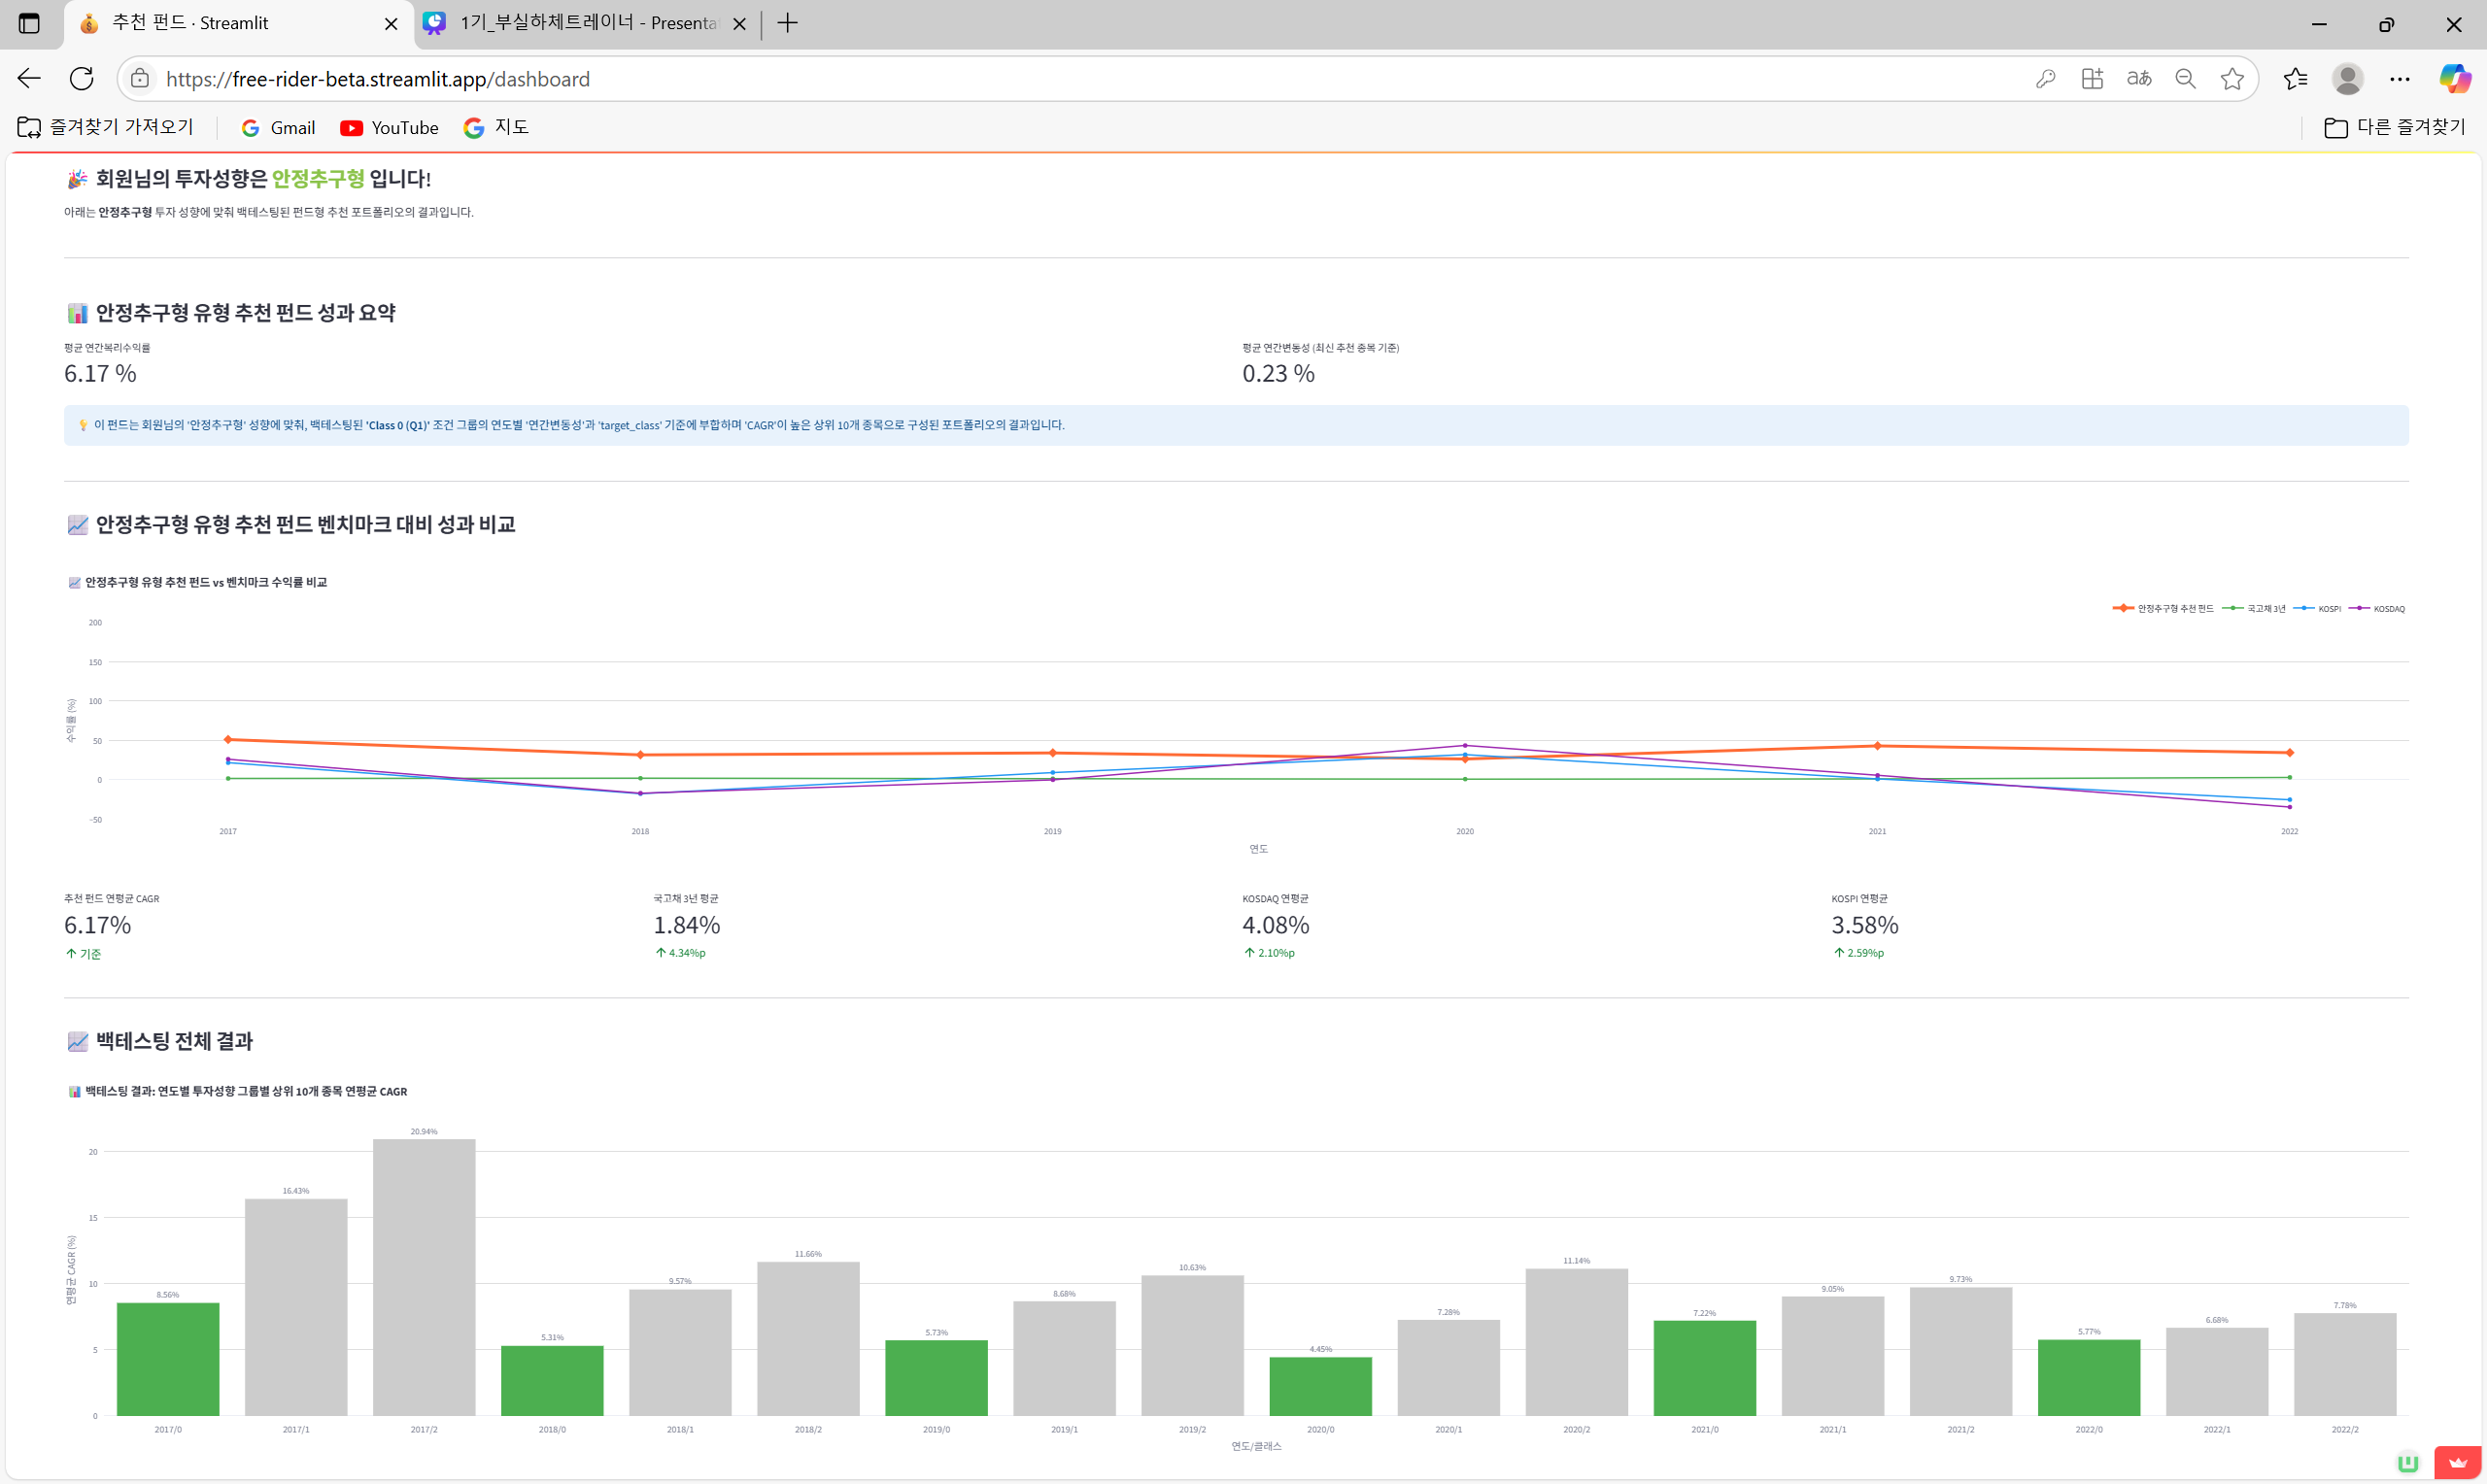 추천 펀드 · Streamlit
1기_부실하체트레이너 - Presenta
https://free-rider-beta.streamlit.app/dashboard
즐겨찾기 가져오기
Gmail
YouTube
지도
다른 즐겨찾기
회원님의 투자성향은 안정추구형 입니다!
아래는 안정추구형 투자 성향에 맞춰 백테스팅된 펀드형 추천 포트폴리오의 결과입니다.
안정추구형 유형 추천 펀드 성과 요약
평균 연간복리수익률
6.17 %
평균 연간변동성 (최신 추천 종목 기준)
0.23 %
이 펀드는 회원님의 '안정추구형' 성향에 맞춰, 백테스팅된 'Class 0 (Q1)' 조건 그룹의 연도별 '연간변동성'과 'target_class' 기준에 부합하며 'CAGR'이 높은 상위 10개 종목으로 구성된 포트폴리오의 결과입니다.
안정추구형 유형 추천 펀드 벤치마크 대비 성과 비교
안정추구형 유형 추천 펀드 vs 벤치마크 수익률 비교
안정추구형 추천 펀드 국고채 3년 KOSPI KOSDAQ
200
150
100
50
0
−50
수익률 (%)
2017 2018 2019 2020 2021 2022
연도
추천 펀드 연평균 CAGR
6.17%
↑ 기준
국고채 3년 평균
1.84%
↑ 4.34%p
KOSDAQ 연평균
4.08%
↑ 2.10%p
KOSPI 연평균
3.58%
↑ 2.59%p
백테스팅 전체 결과
백테스팅 결과: 연도별 투자성향 그룹별 상위 10개 종목 연평균 CAGR
20
15
10
5
0
연평균 CAGR (%)
8.56% 16.43% 20.94% 5.31% 9.57% 11.66% 5.73% 8.68% 10.63% 4.45% 7.28% 11.14% 7.22% 9.05% 9.73% 5.77% 6.68% 7.78%
2017/0 2017/1 2017/2 2018/0 2018/1 2018/2 2019/0 2019/1 2019/2 2020/0 2020/1 2020/2 2021/0 2021/1 2021/2 2022/0 2022/1 2022/2
연도/클래스